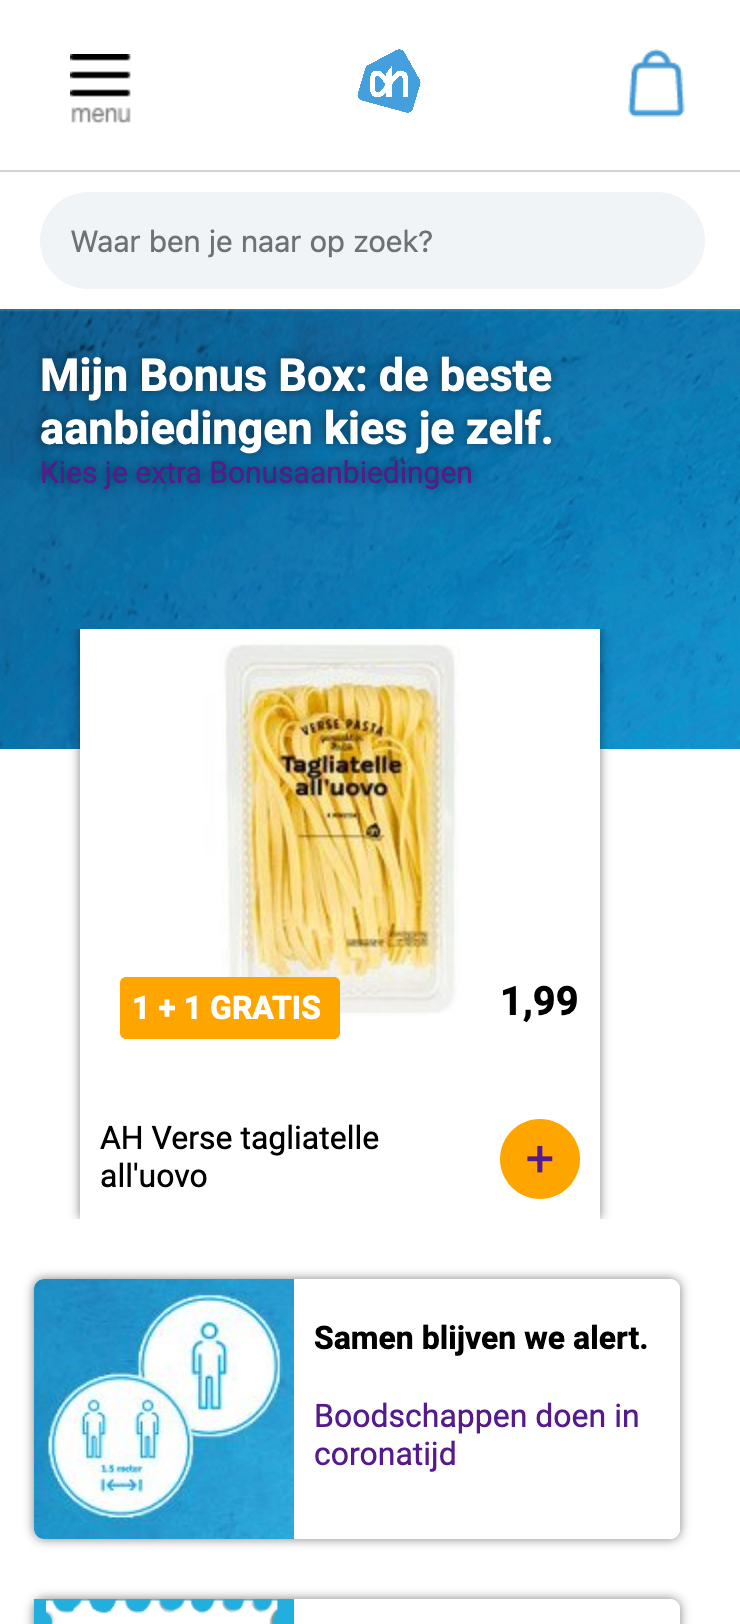 menu
ah
Waar ben je naar op zoek?
Mijn Bonus Box: de beste
aanbiedingen kies je zelf.
Kies je extra Bonusaanbiedingen
VERSE PASTA
Tagliatelle
all'uovo
1 + 1 GRATIS
1,99
AH Verse tagliatelle
all'uovo
+
Samen blijven we alert.
1.5 meter
Boodschappen doen in
coronatijd